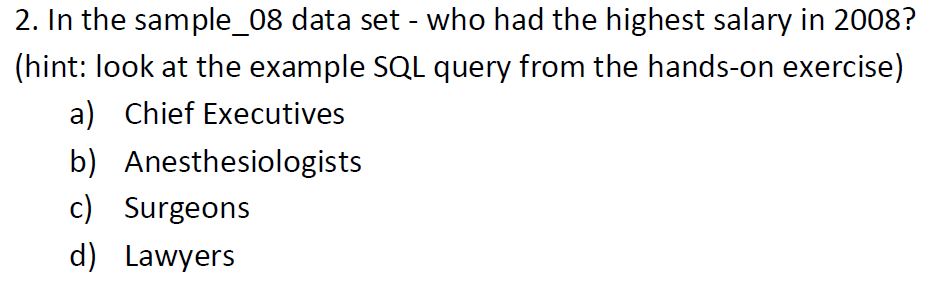 2. In the sample_08 data set - who had the highest salary in 2008?
(hint: look at the example SQL query from the hands-on exercise)
a) Chief Executives
b) Anesthesiologists
c) Surgeons
d) Lawyers